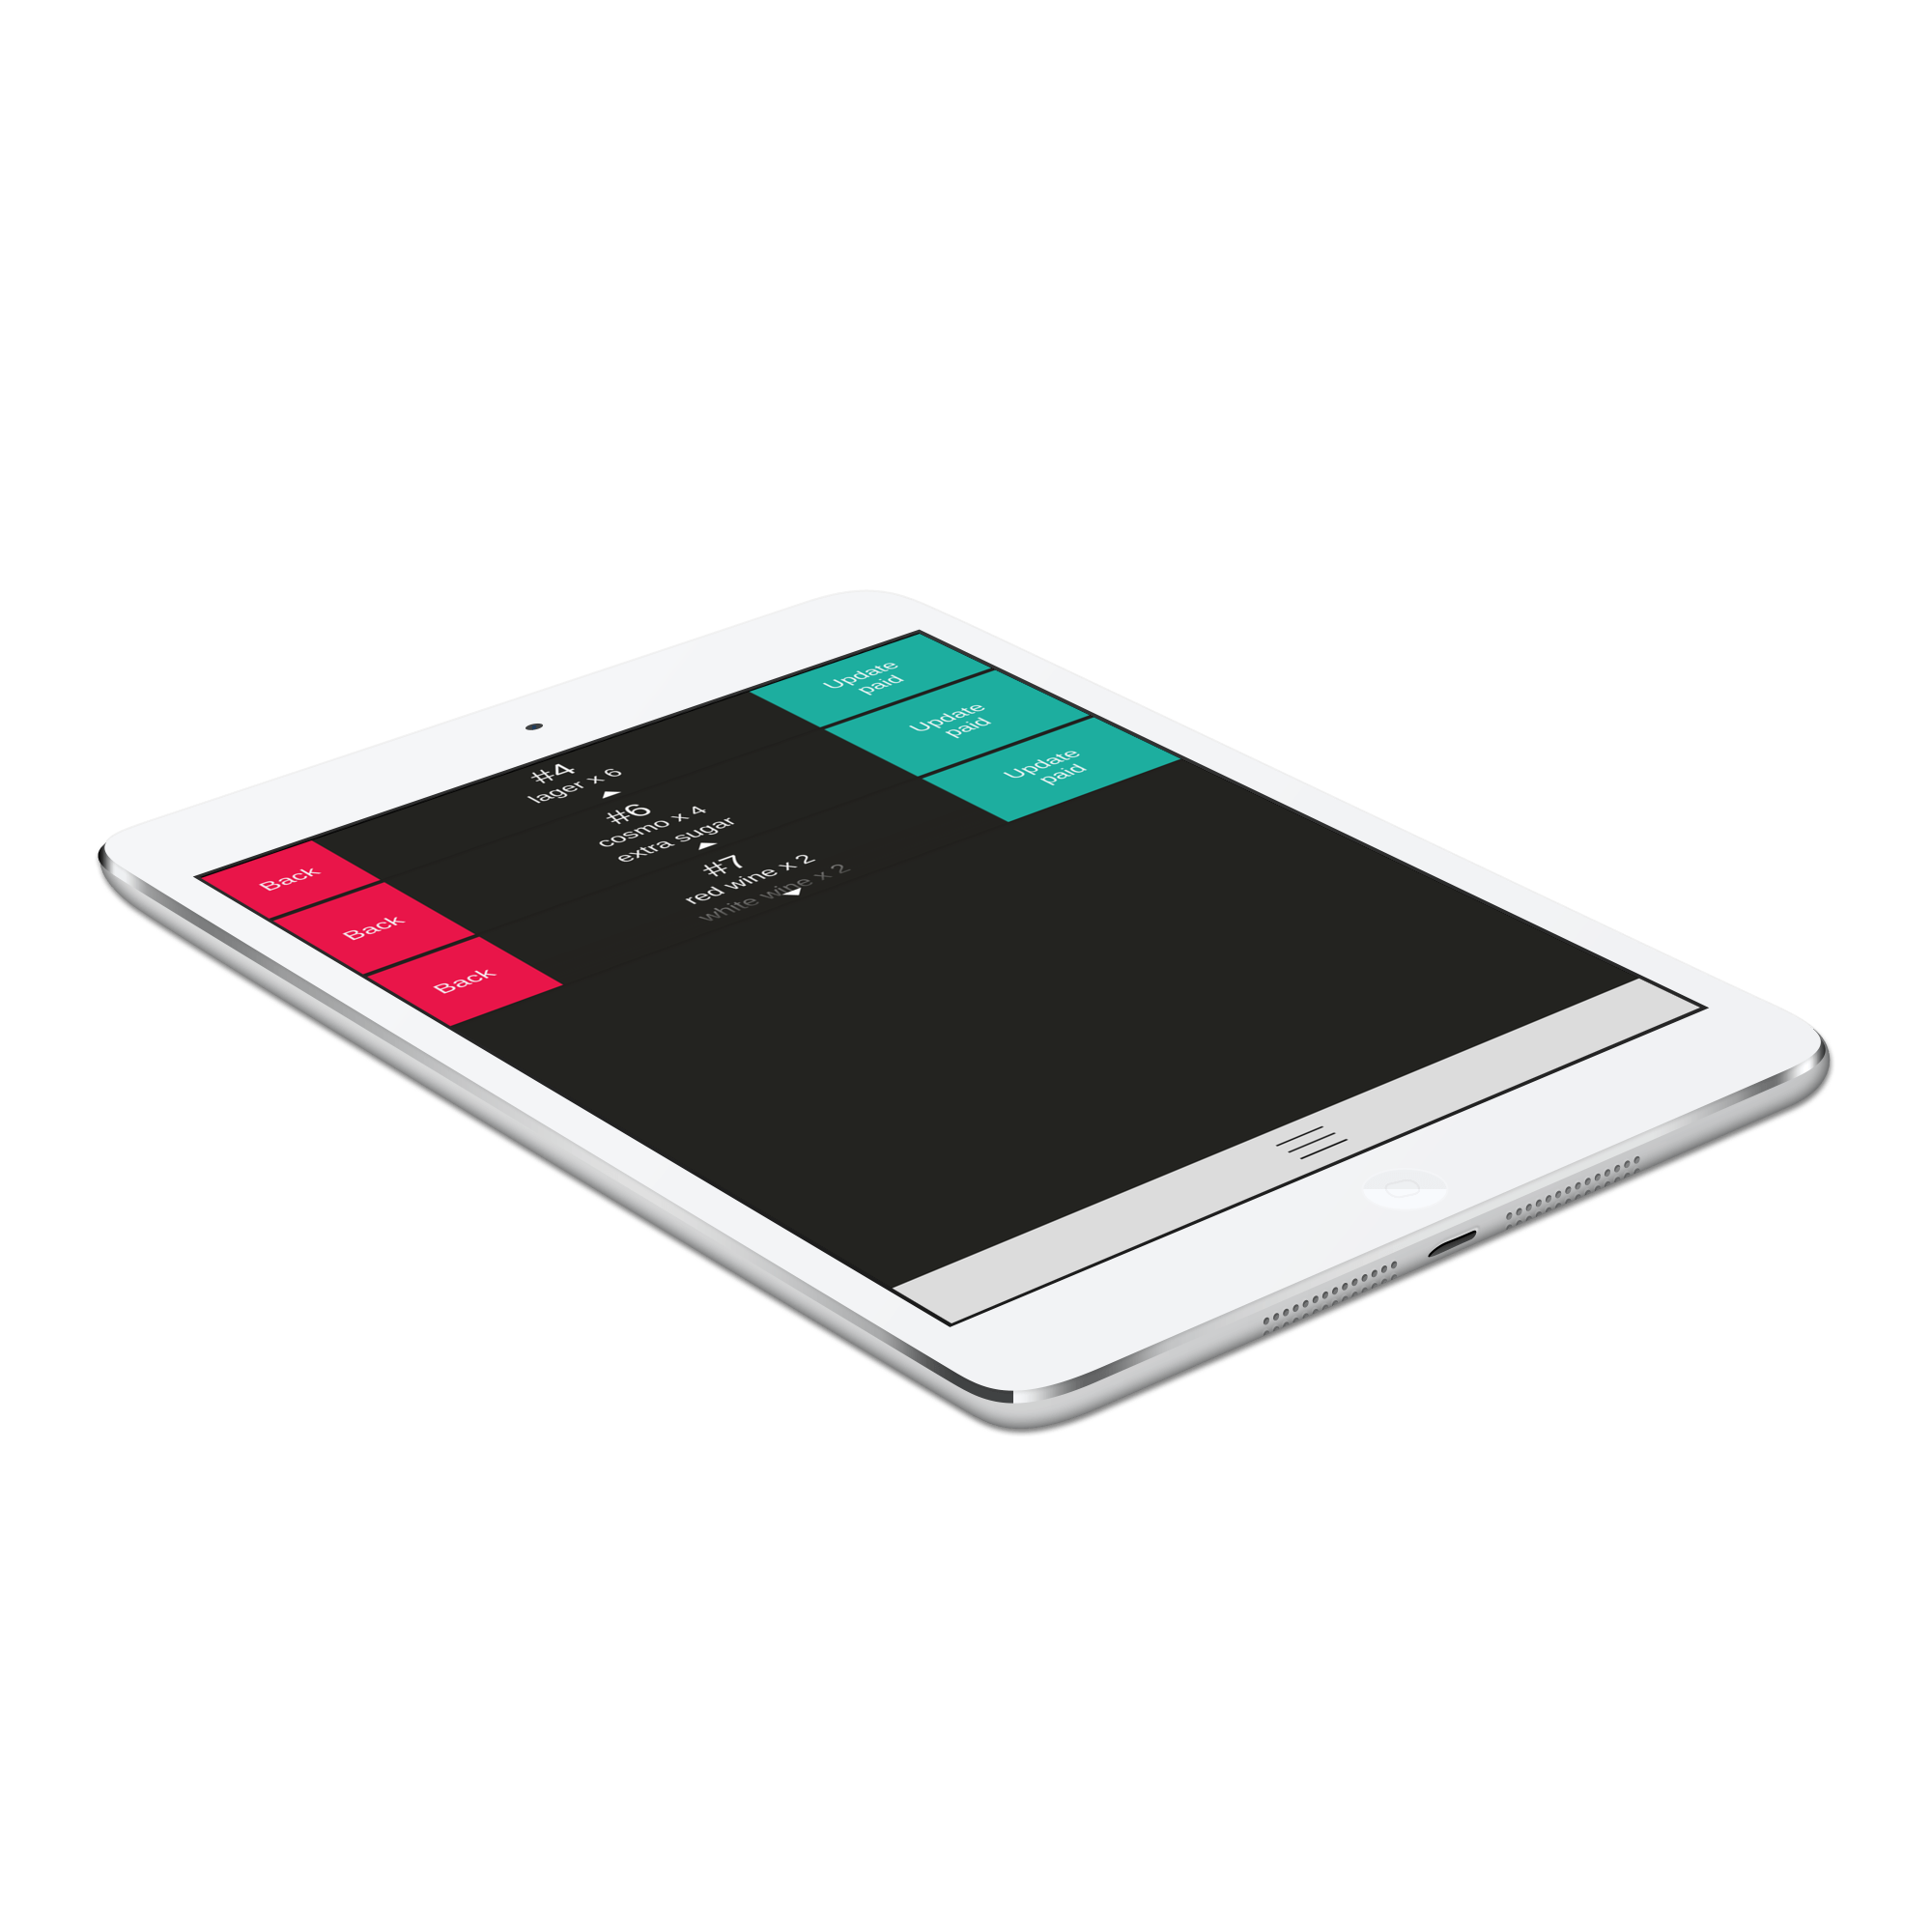 Back
#4
lager x 6
Update
paid
Back
#6
cosmo x 4
extra sugar
Update
paid
Back
#7
red wine x 2
white wine x 2
Update
paid